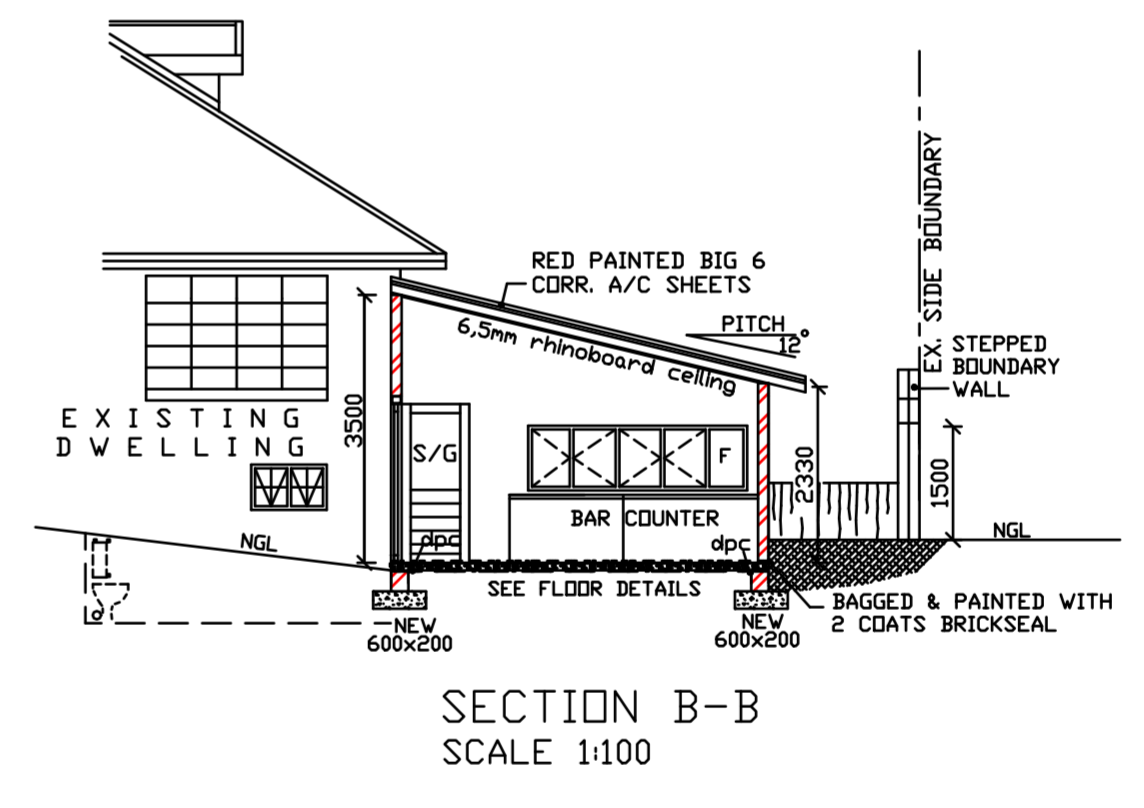 RED PAINTED BIG 6
CORR. A/C SHEETS
6,5mm rhinoboard ceiling
PITCH
12°
EX. SIDE BOUNDARY
STEPPED
BOUNDARY
WALL
EXISTING
DWELLING
3500
S/G
F
2330
1500
BAR COUNTER
NGL
NGL
dpc
dpc
SEE FLOOR DETAILS
BAGGED & PAINTED WITH
2 COATS BRICKSEAL
NEW
600x200
NEW
600x200
SECTION B-B
SCALE 1:100